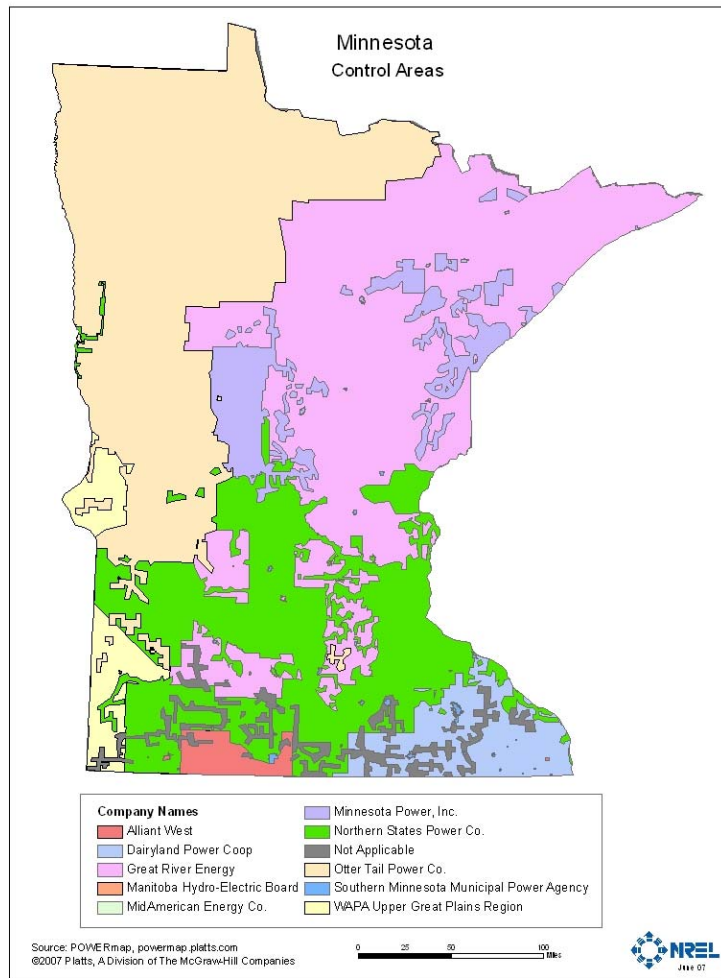 Minnesota
Control Areas
Company Names
Alliant West
Dairyland Power Coop
Great River Energy
Manitoba Hydro-Electric Board
MidAmerican Energy Co.
Minnesota Power, Inc.
Northern States Power Co.
Not Applicable
Otter Tail Power Co.
Southern Minnesota Municipal Power Agency
WAPA Upper Great Plains Region
Source: POWERmap, powermap.platts.com
©2007 Platts, A Division of The McGraw-Hill Companies
0 25 50 100
Miles
NREL
June 07